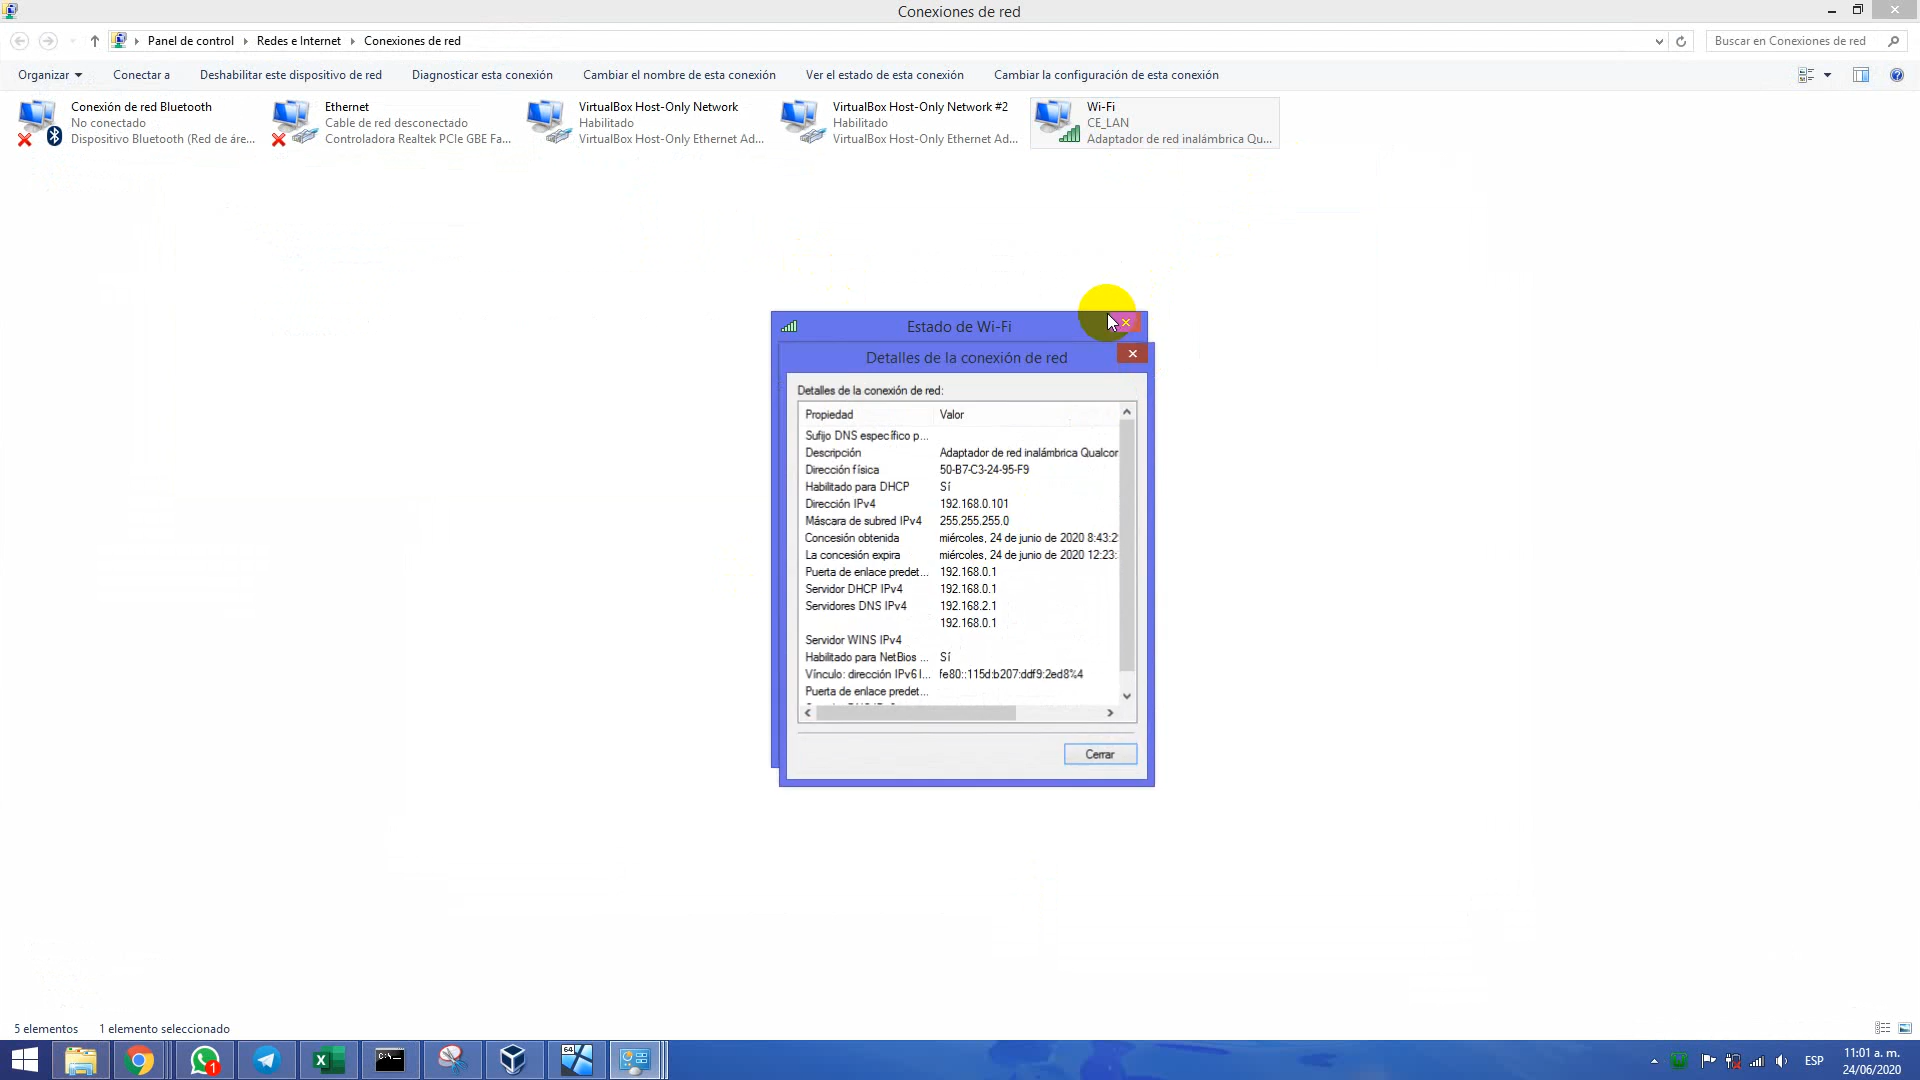 Conexiones de red
Panel de control Redes e Internet Conexiones de red
Buscar en Conexiones de red
Organizar Conectar a Deshabilitar este dispositivo de red Diagnosticar esta conexión Cambiar el nombre de esta conexión Ver el estado de esta conexión Cambiar la configuración de esta conexión
Conexión de red Bluetooth
No conectado
Dispositivo Bluetooth (Red de áre...
Ethernet
Cable de red desconectado
Controladora Realtek PCIe GBE Fa...
VirtualBox Host-Only Network
Habilitado
VirtualBox Host-Only Ethernet Ad...
VirtualBox Host-Only Network #2
Habilitado
VirtualBox Host-Only Ethernet Ad...
Wi-Fi
CE_LAN
Adaptador de red inalámbrica Qu...
Estado de Wi-Fi
Detalles de la conexión de red
Detalles de la conexión de red:
Propiedad Valor
Sufijo DNS específico p...
Descripción Adaptador de red inalámbrica Qualcor
Dirección física 50-B7-C3-24-95-F9
Habilitado para DHCP Sí
Dirección IPv4 192.168.0.101
Máscara de subred IPv4 255.255.255.0
Concesión obtenida miércoles, 24 de junio de 2020 8:43:2
La concesión expira miércoles, 24 de junio de 2020 12:23:
Puerta de enlace predet... 192.168.0.1
Servidor DHCP IPv4 192.168.0.1
Servidores DNS IPv4 192.168.2.1
192.168.0.1
Servidor WINS IPv4
Habilitado para NetBios ... Sí
Vínculo: dirección IPv6 l... fe80::115d:b207:ddf9:2ed8%4
Puerta de enlace predet...
Cerrar
5 elementos 1 elemento seleccionado
1
C:\
64
ESP
11:01 a. m.
24/06/2020